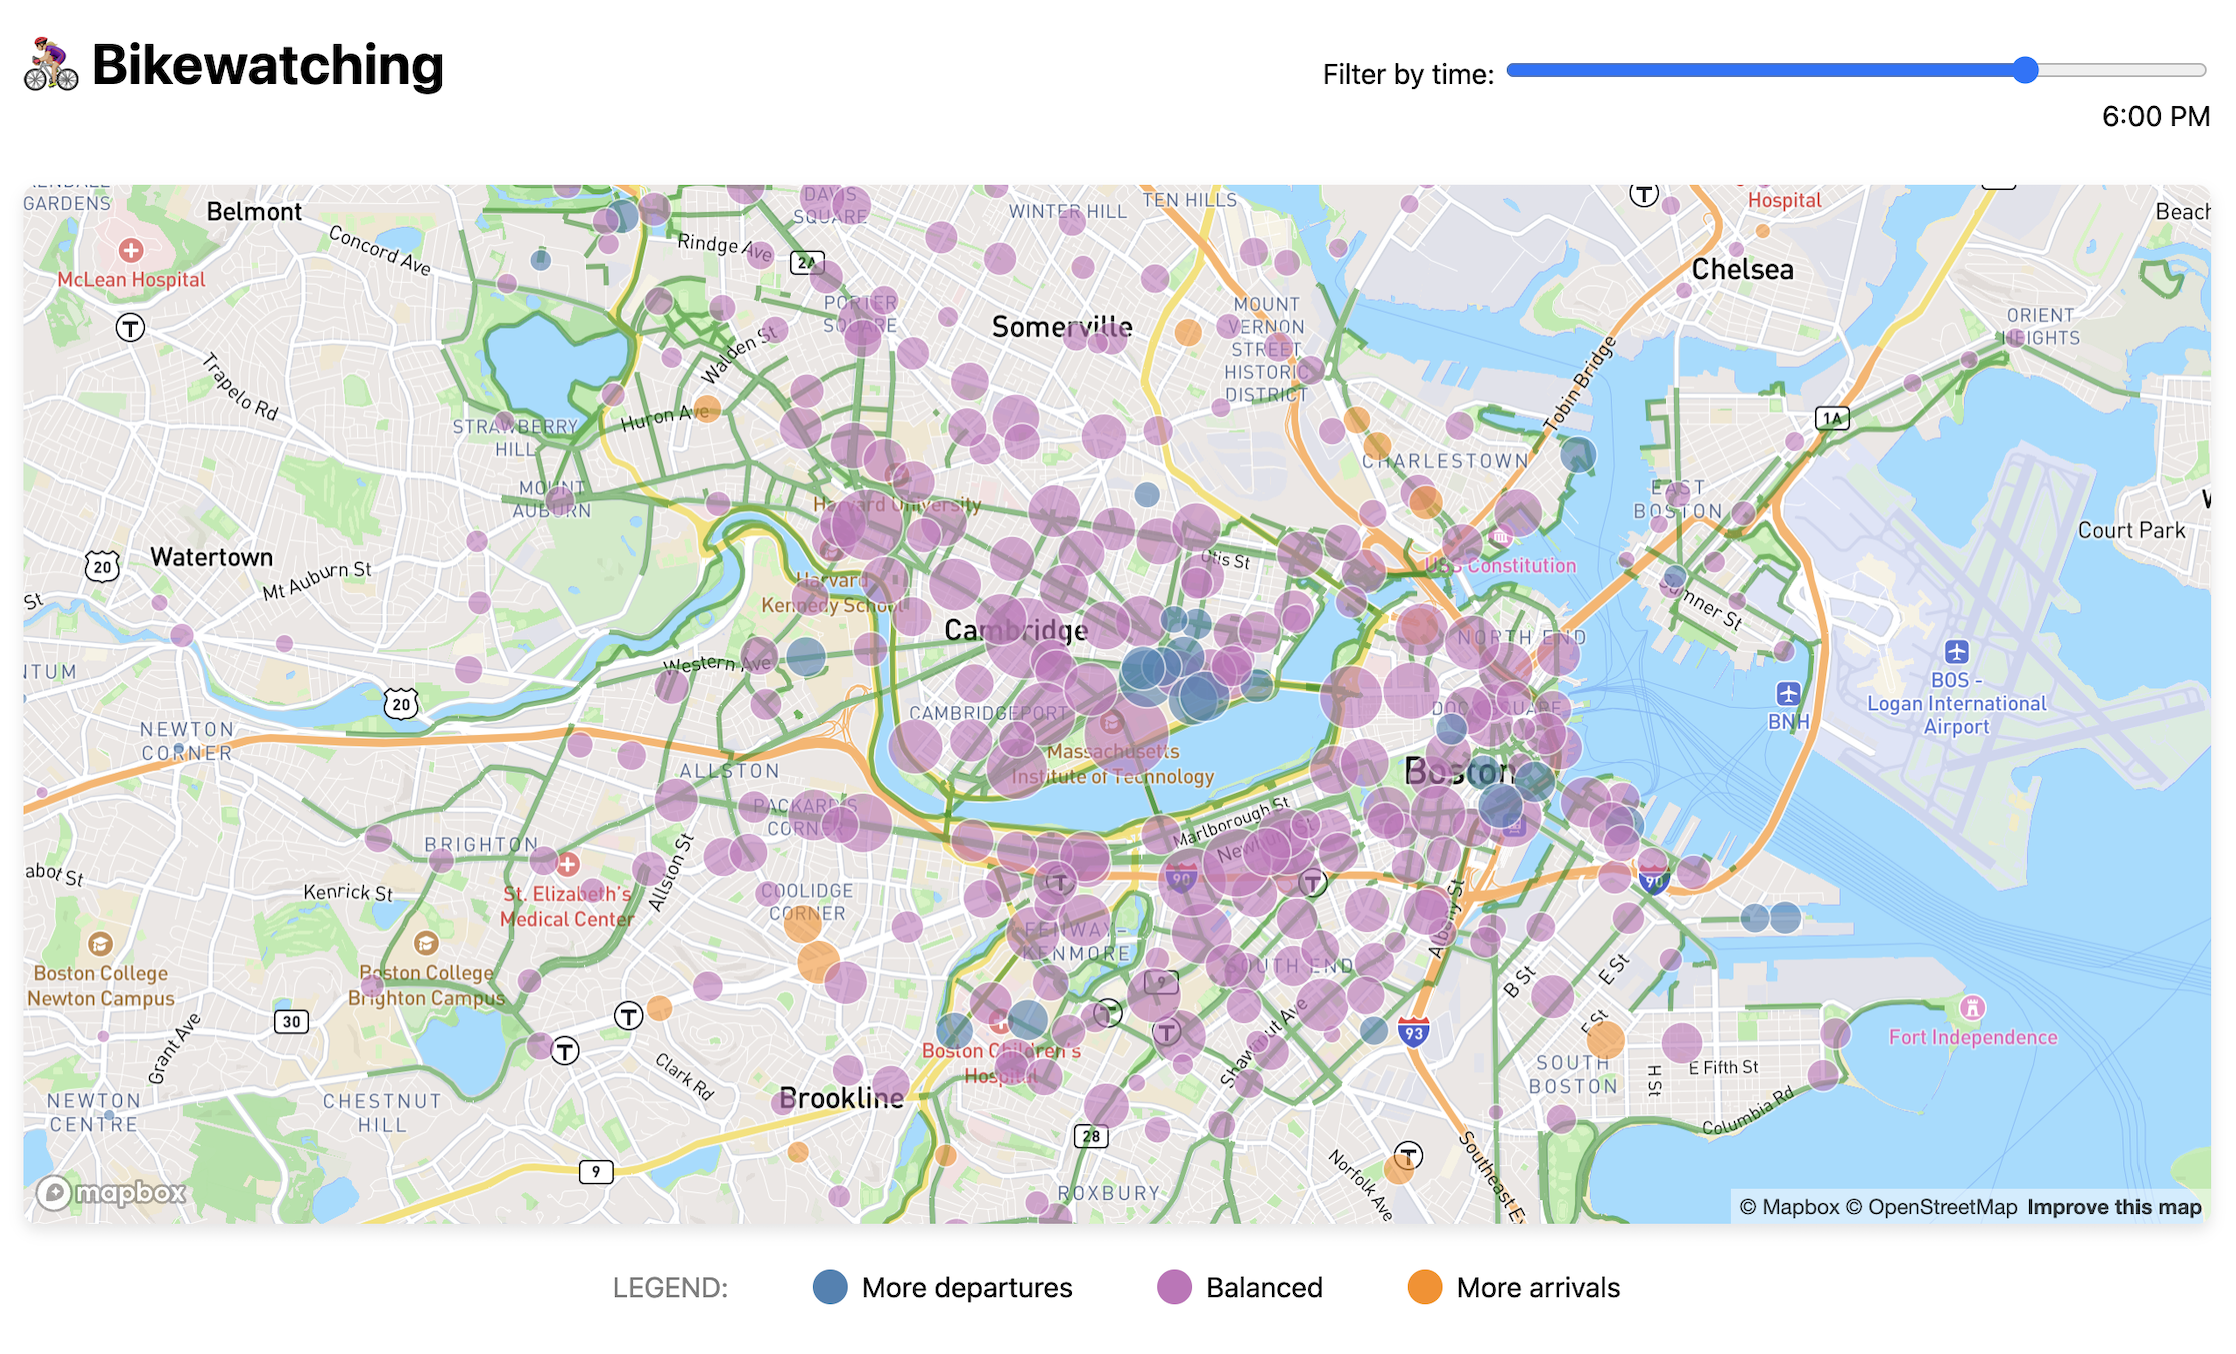 Bikewatching
Filter by time:
6:00 PM
GARDENS
Belmont
Concord Ave
McLean Hospital
Trapelo Rd
Rindge Ave
2A
DAVIS
SQUARE
WINTER HILL
TEN HILLS
Hospital
Beach
Chelsea
PORTER
SQUARE
Walden St
Somerville
MOUNT
VERNON
STREET
HISTORIC
DISTRICT
ORIENT
HEIGHTS
Tobin Bridge
1A
STRAWBERRY
HILL
Huron Ave
MOUNT
AUBURN
CHARLESTOWN
EAST
BOSTON
Court Park
Harvard University
20
Watertown
Mt Auburn St
St
Otis St
USS Constitution
Harvard
Kennedy School
Sumner St
Cambridge
NORTH END
NTUM
Western Ave
20
BOS -
Logan International
Airport
BNH
NEWTON
CORNER
CAMBRIDGEPORT
DOCK SQUARE
Massachusetts
Institute of Technology
ALLSTON
Boston
PACKARD'S
CORNER
Marlborough St
BRIGHTON
abot St
Kenrick St
St. Elizabeth's
Medical Center
Allston St
COOLIDGE
CORNER
90
90
Albany St
FENWAY-
KENMORE
SOUTH END
B St
E St
F St
Boston College
Newton Campus
Boston College
Brighton Campus
30
9
Grant Ave
93
Fort Independence
Boston Children's
Hospital
Shawmut Ave
Clark Rd
SOUTH
BOSTON
H St
E Fifth St
Columbia Rd
NEWTON
CENTRE
CHESTNUT
HILL
Brookline
28
9
Norfolk Ave
Southeast Ex
ROXBURY
mapbox
© Mapbox © OpenStreetMap Improve this map
LEGEND:
More departures
Balanced
More arrivals